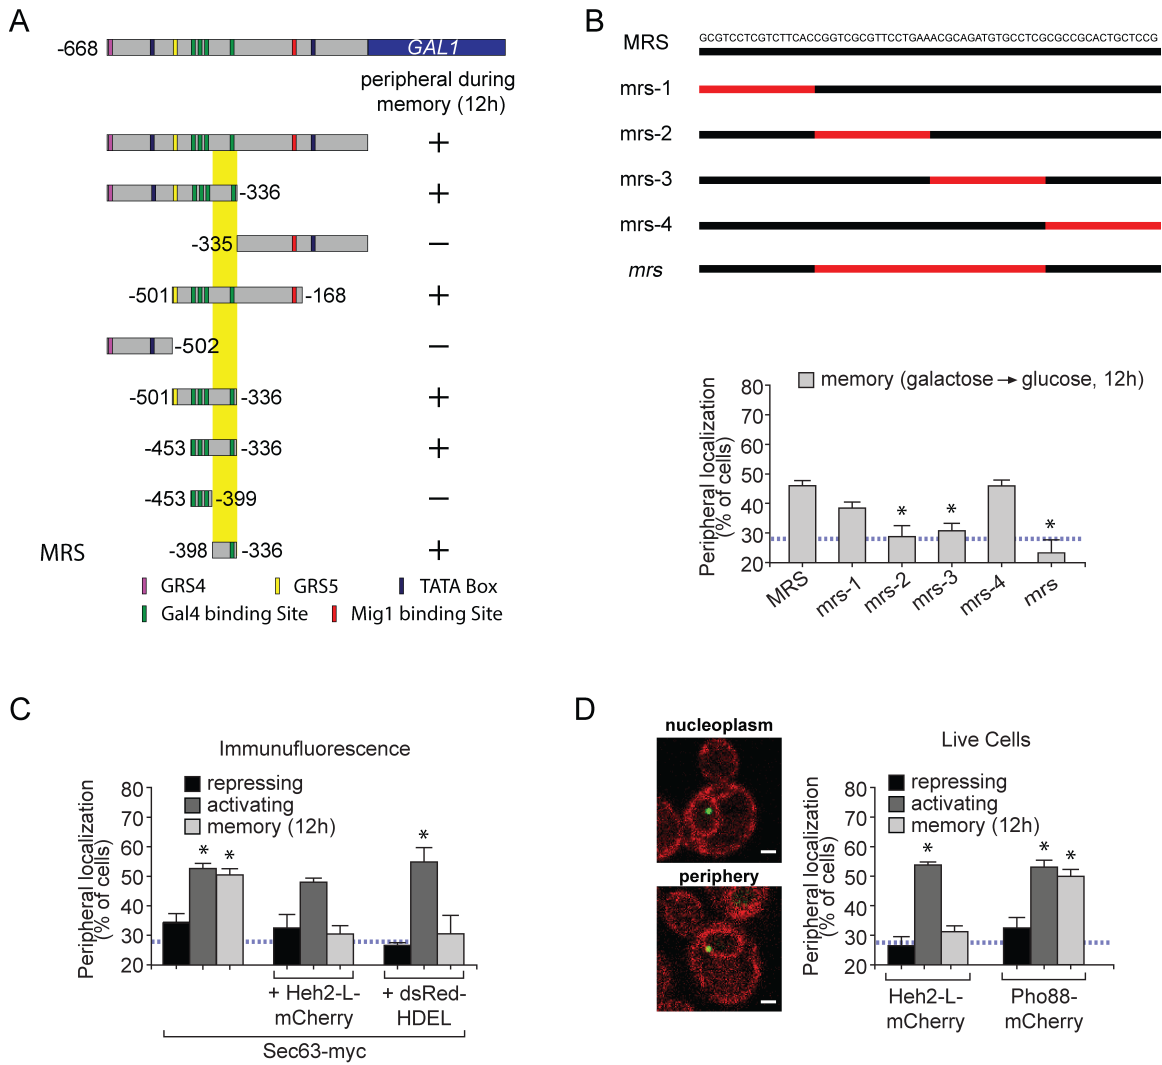 A
-668
GAL1
peripheral during
memory (12h)
+
-336
+
-335
–
-501
-168
+
-502
–
-501
-336
+
-453
-336
+
-453
-399
–
MRS
-398
-336
+
GRS4
GRS5
TATA Box
Gal4 binding Site
Mig1 binding Site
B
MRS
GCGTCCTCGTCTTCACCGGTCGCGTTCCTGAAACGCAGATGTGCCTCGCGCCGCACTGCTCCG
mrs-1
mrs-2
mrs-3
mrs-4
mrs
memory (galactose → glucose, 12h)
Peripheral localization
(% of cells)
80
70
60
50
40
30
20
* * *
MRS
mrs-1
mrs-2
mrs-3
mrs-4
mrs
C
Immunufluorescence
repressing
activating
memory (12h)
Peripheral localization
(% of cells)
80
70
60
50
40
30
20
* * *
+ Heh2-L-
mCherry
+ dsRed-
HDEL
Sec63-myc
D
nucleoplasm
periphery
Live Cells
repressing
activating
memory (12h)
Peripheral localization
(% of cells)
80
70
60
50
40
30
20
* * *
Heh2-L-
mCherry
Pho88-
mCherry